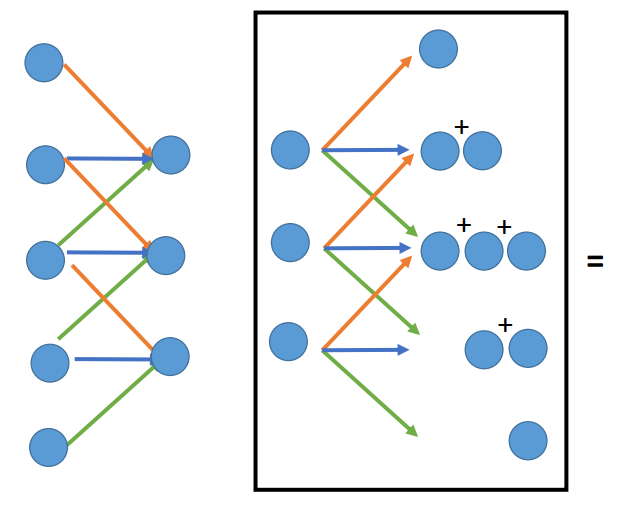 +
+ +
=
+